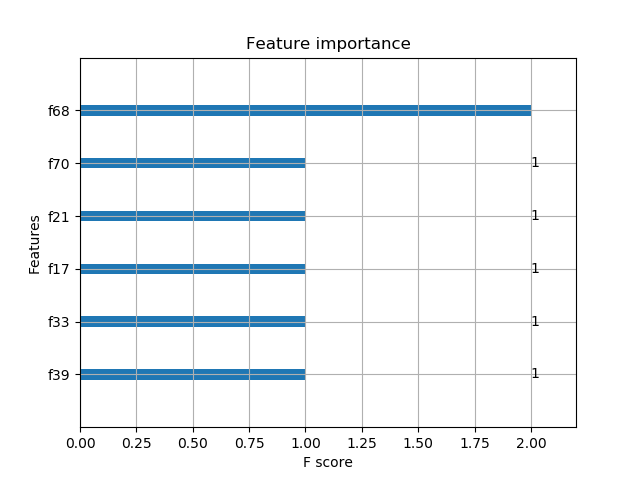 Feature importance
Features
f68
f70 1
f21 1
f17 1
f33 1
f39 1
0.00 0.25 0.50 0.75 1.00 1.25 1.50 1.75 2.00
F score